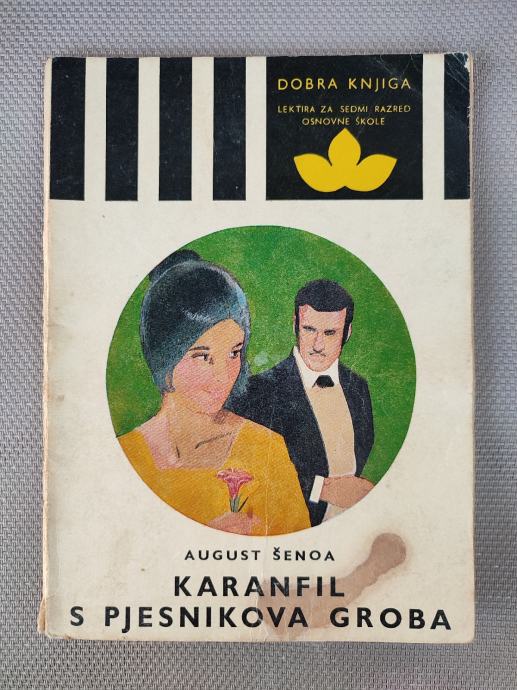 DOBRA KNJIGA
LEKTIRA ZA SEDMI RAZRED
OSNOVNE ŠKOLE
AUGUST ŠENOA
KARANFIL
S PJESNIKOVA GROBA